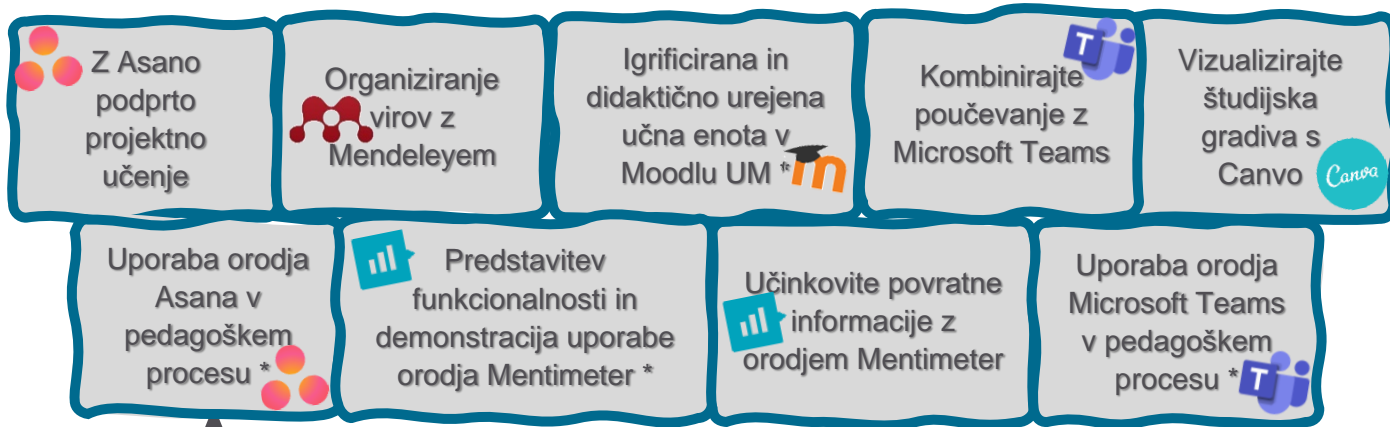 Z Asano
podprto
projektno
učenje
Organiziranje
virov z
Mendeleyem
Igrificirana in
didaktično urejena
učna enota v
Moodlu UM *
Kombinirajte
poučevanje z
Microsoft Teams
Vizualizirajte
študijska
gradiva s
Canvo
Canva
Uporaba orodja
Asana v
pedagoškem
procesu *
Predstavitev
funkcionalnosti in
demonstracija uporabe
orodja Mentimeter *
Učinkovite povratne
informacije z
orodjem Mentimeter
Uporaba orodja
Microsoft Teams
v pedagoškem
procesu *